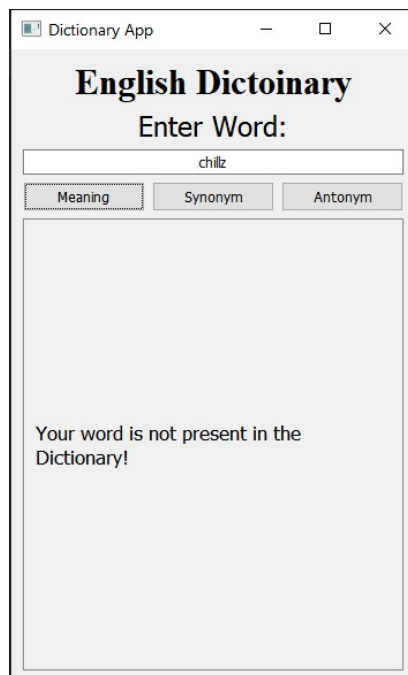 Dictionary App
English Dictoinary
Enter Word:
chillz
Meaning Synonym Antonym
Your word is not present in the
Dictionary!